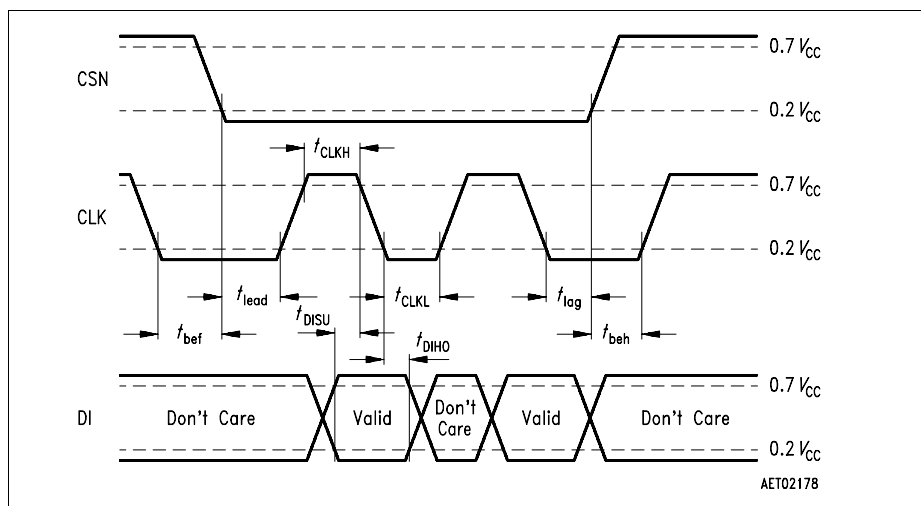 0.7 VCC
CSN
0.2 VCC
tCLKH
0.7 VCC
CLK
0.2 VCC
tlead
tCLKL
tlag
tDISU
tbef
tDIHO
tbeh
0.7 VCC
DI
Don't Care
Valid
Don't
Care
Valid
Don't Care
0.2 VCC
AET02178